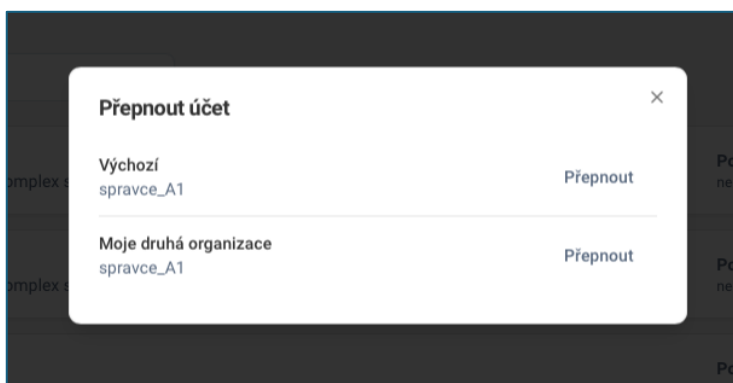 Přepnout účet
×
Výchozí
spravce_A1
Přepnout
Moje druhá organizace
spravce_A1
Přepnout